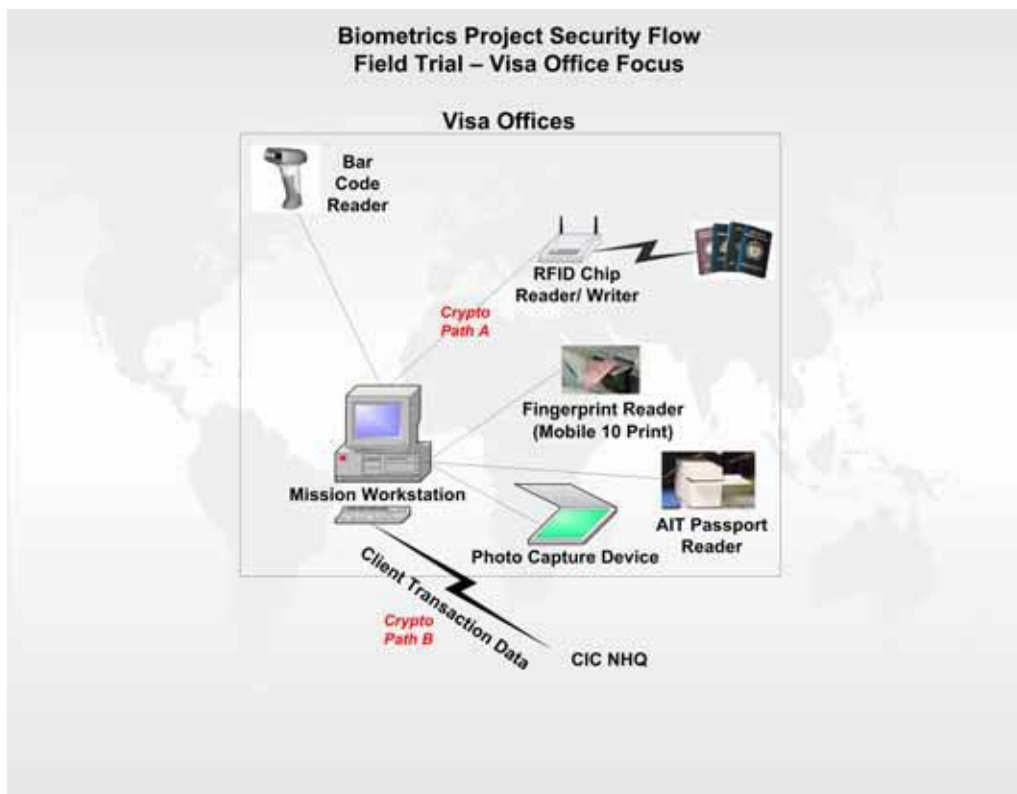 Biometrics Project Security Flow
Field Trial – Visa Office Focus
Visa Offices
Bar
Code
Reader
RFID Chip
Reader/ Writer
Crypto
Path A
Fingerprint Reader
(Mobile 10 Print)
Mission Workstation
AIT Passport
Reader
Photo Capture Device
Client Transaction Data
Crypto
Path B
CIC NHQ